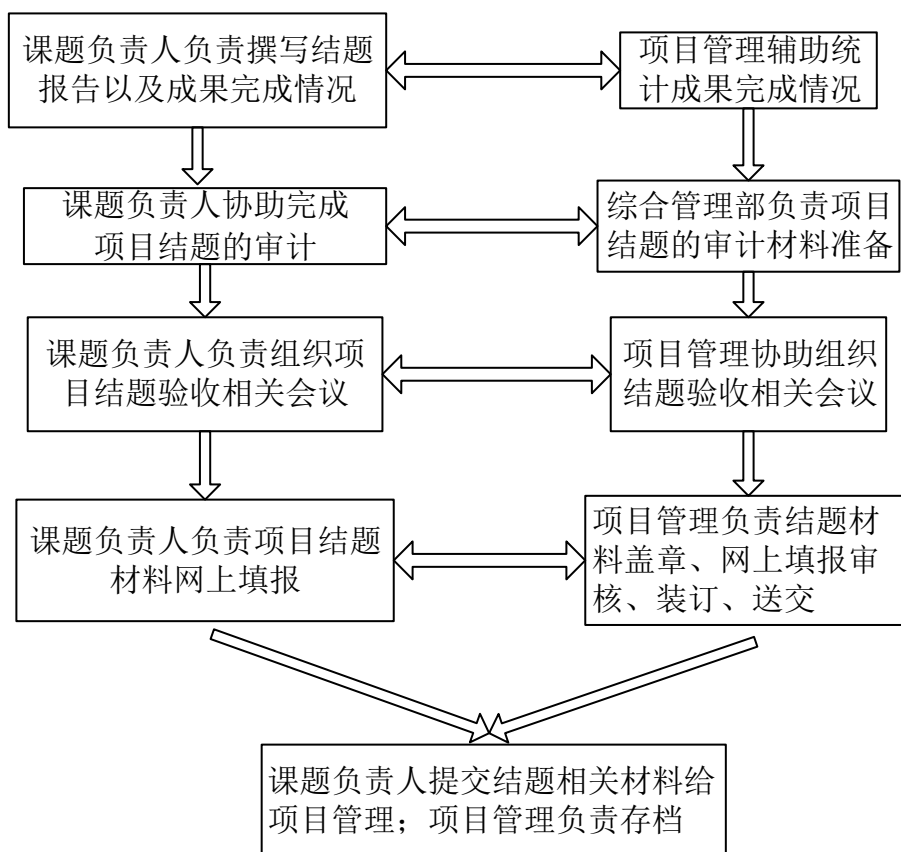 课题负责人负责撰写结题
报告以及成果完成情况
项目管理辅助统
计成果完成情况
课题负责人协助完成
项目结题的审计
综合管理部负责项目
结题的审计材料准备
课题负责人负责组织项
目结题验收相关会议
项目管理协助组织
结题验收相关会议
课题负责人负责项目结题
材料网上填报
项目管理负责结题材
料盖章、网上填报审
核、装订、送交
课题负责人提交结题相关材料给
项目管理；项目管理负责存档